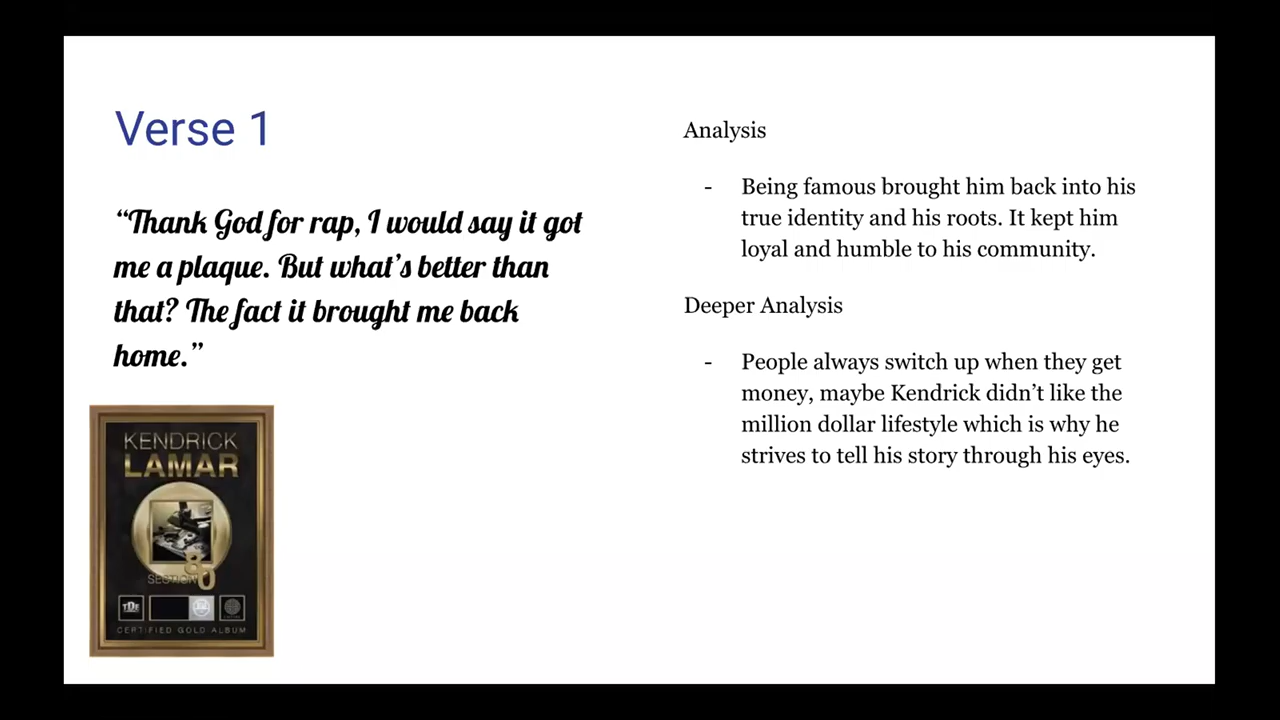 Verse 1
“Thank God for rap, I would say it got
me a plaque. But what’s better than
that? The fact it brought me back
home.”
KENDRICK
LAMAR
SECTION
80
TDE
CERTIFIED GOLD ALBUM
Analysis
- Being famous brought him back into his
true identity and his roots. It kept him
loyal and humble to his community.
Deeper Analysis
- People always switch up when they get
money, maybe Kendrick didn’t like the
million dollar lifestyle which is why he
strives to tell his story through his eyes.